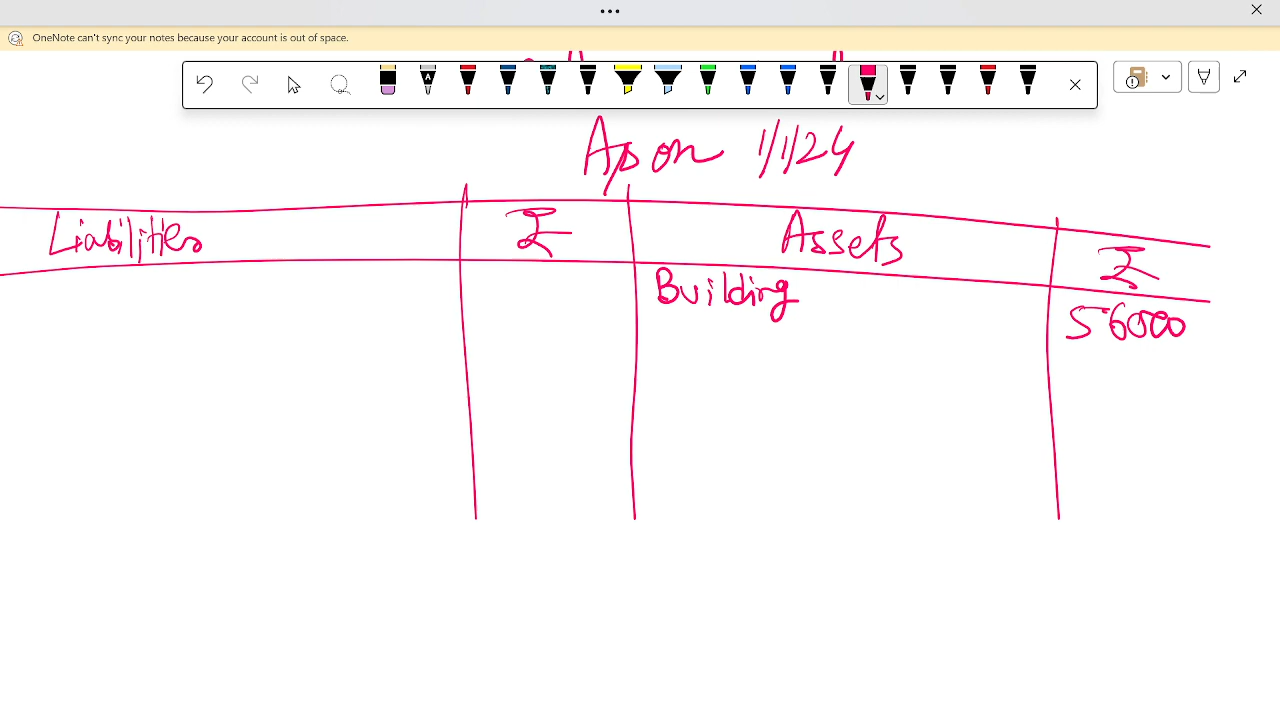 OneNote can't sync your notes because your account is out of space.
A
on 1/1/24
Liabilities ₹ Assets ₹
Building 56000